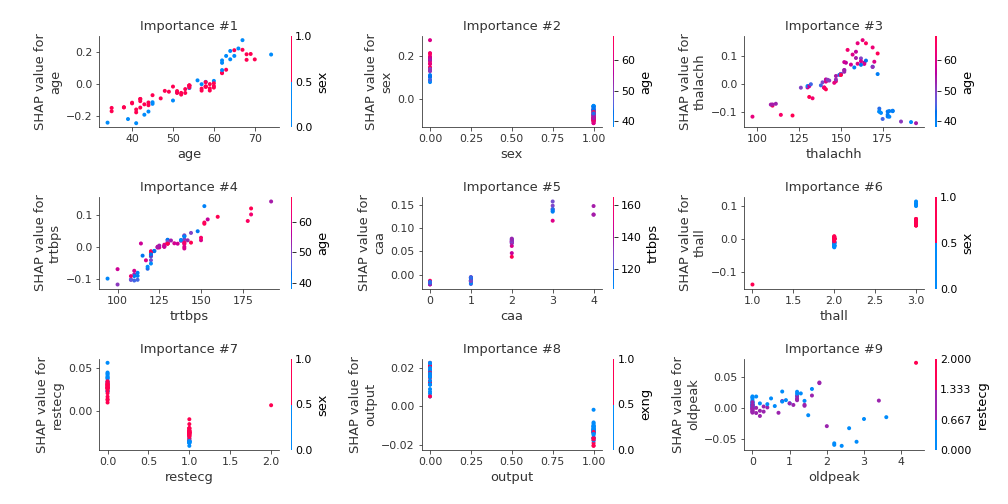 Importance #1
SHAP value for
age
0.2
0.0
−0.2
40
50
60
70
age
1.0
0.5
0.0
sex
Importance #2
SHAP value for
sex
0.2
0.0
0.00
0.25
0.50
0.75
1.00
sex
60
50
40
age
Importance #3
SHAP value for
thalachh
0.1
0.0
−0.1
100
125
150
175
thalachh
60
50
40
age
Importance #4
SHAP value for
trtbps
0.1
0.0
−0.1
100
125
150
175
trtbps
60
50
40
age
Importance #5
SHAP value for
caa
0.15
0.10
0.05
0.00
0
1
2
3
4
caa
160
140
120
trtbps
Importance #6
SHAP value for
thall
0.1
0.0
−0.1
1.0
1.5
2.0
2.5
3.0
thall
1.0
0.5
0.0
sex
Importance #7
SHAP value for
restecg
0.05
0.00
0.0
0.5
1.0
1.5
2.0
restecg
1.0
0.5
0.0
sex
Importance #8
SHAP value for
output
0.02
0.00
−0.02
0.00
0.25
0.50
0.75
1.00
output
1.0
0.5
0.0
exng
Importance #9
SHAP value for
oldpeak
0.05
0.00
−0.05
0
1
2
3
4
oldpeak
2.000
1.333
0.667
0.000
restecg